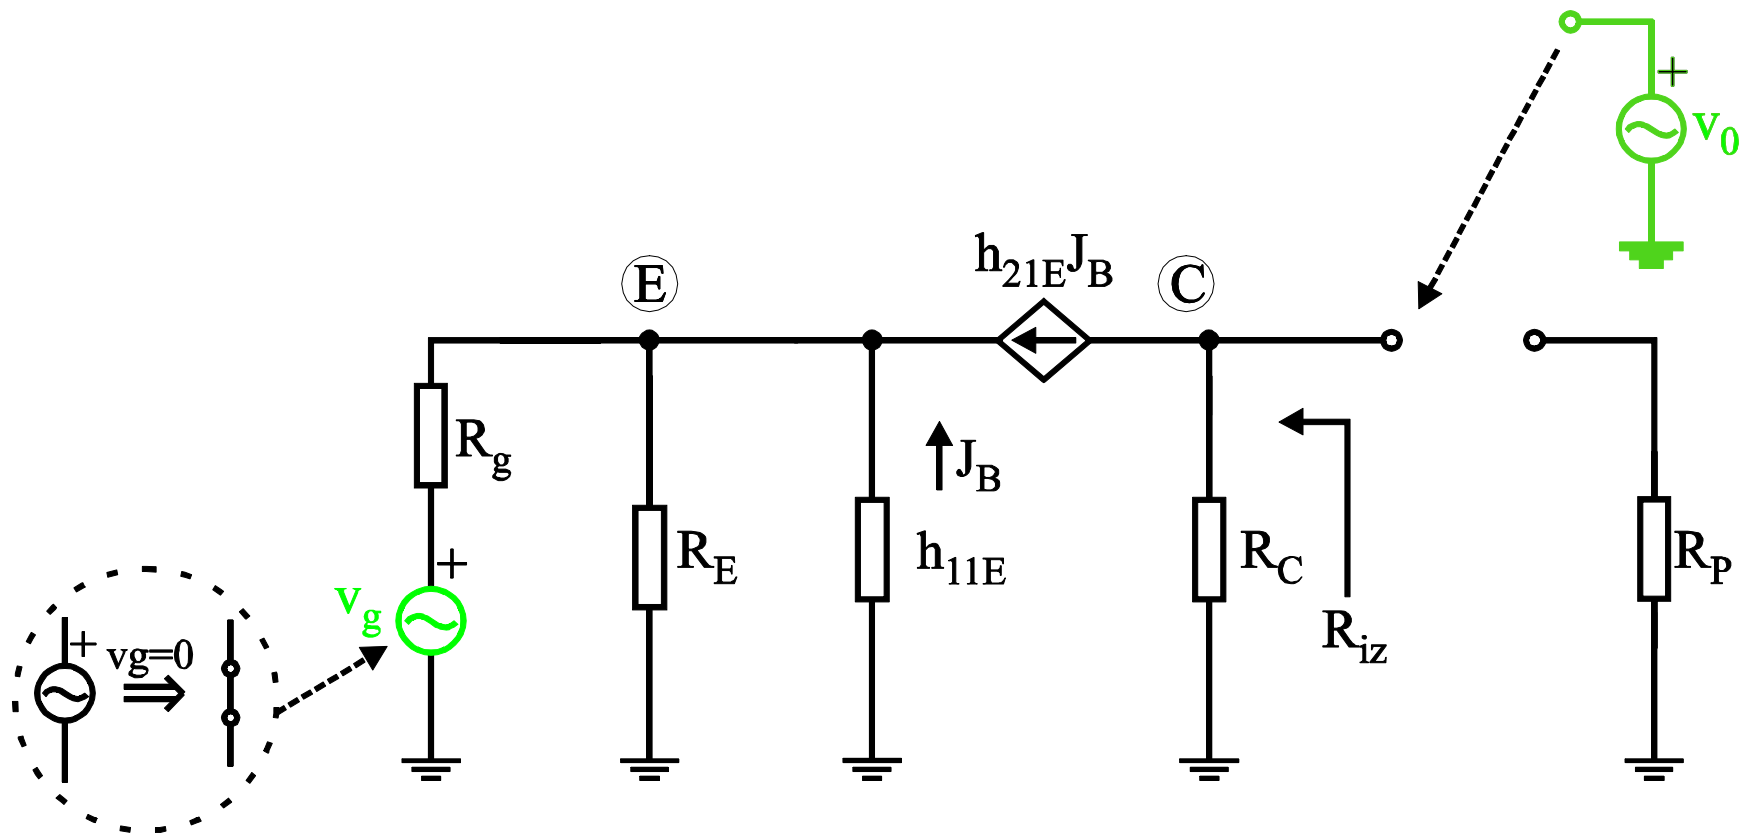 +
v₀
h₂₁EJB
E
C
Rg
JB
+
RE
h₁₁E
RC
RP
vg
+
vg=0
Riz